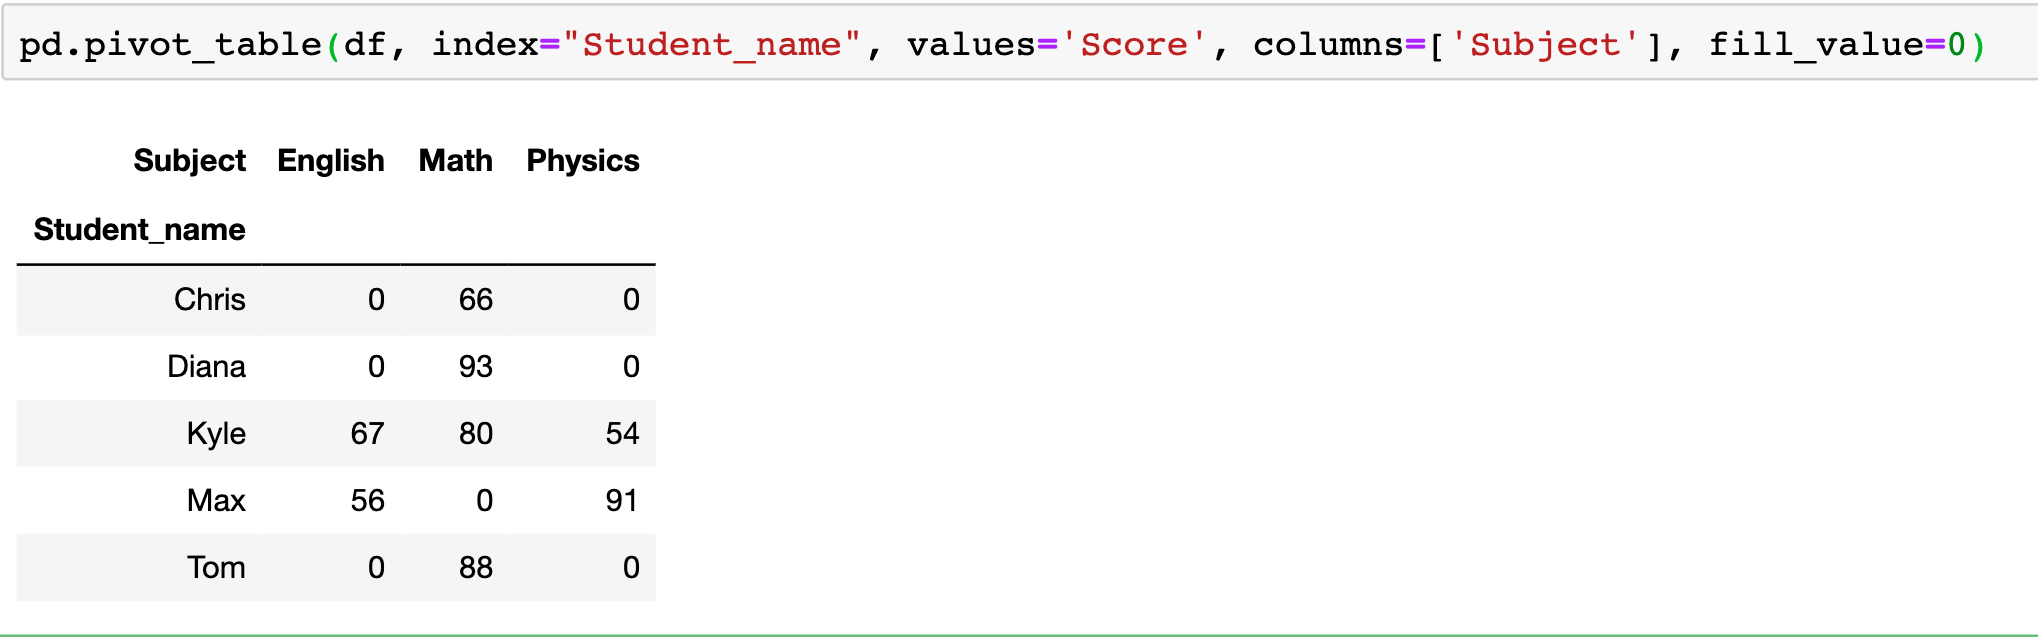 pd.pivot_table(df, index="Student_name", values='Score', columns=['Subject'], fill_value=0)
Subject English Math Physics
Student_name
Chris 0 66 0
Diana 0 93 0
Kyle 67 80 54
Max 56 0 91
Tom 0 88 0